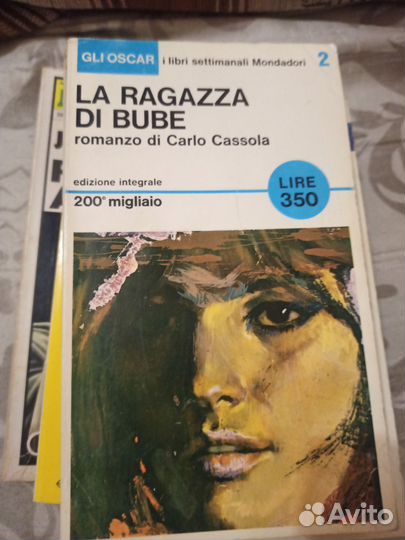 GLI OSCAR i libri settimanali Mondadori 2
LA RAGAZZA
DI BUBE
romanzo di Carlo Cassola
edizione integrale
200° migliaio
LIRE
350
Avito